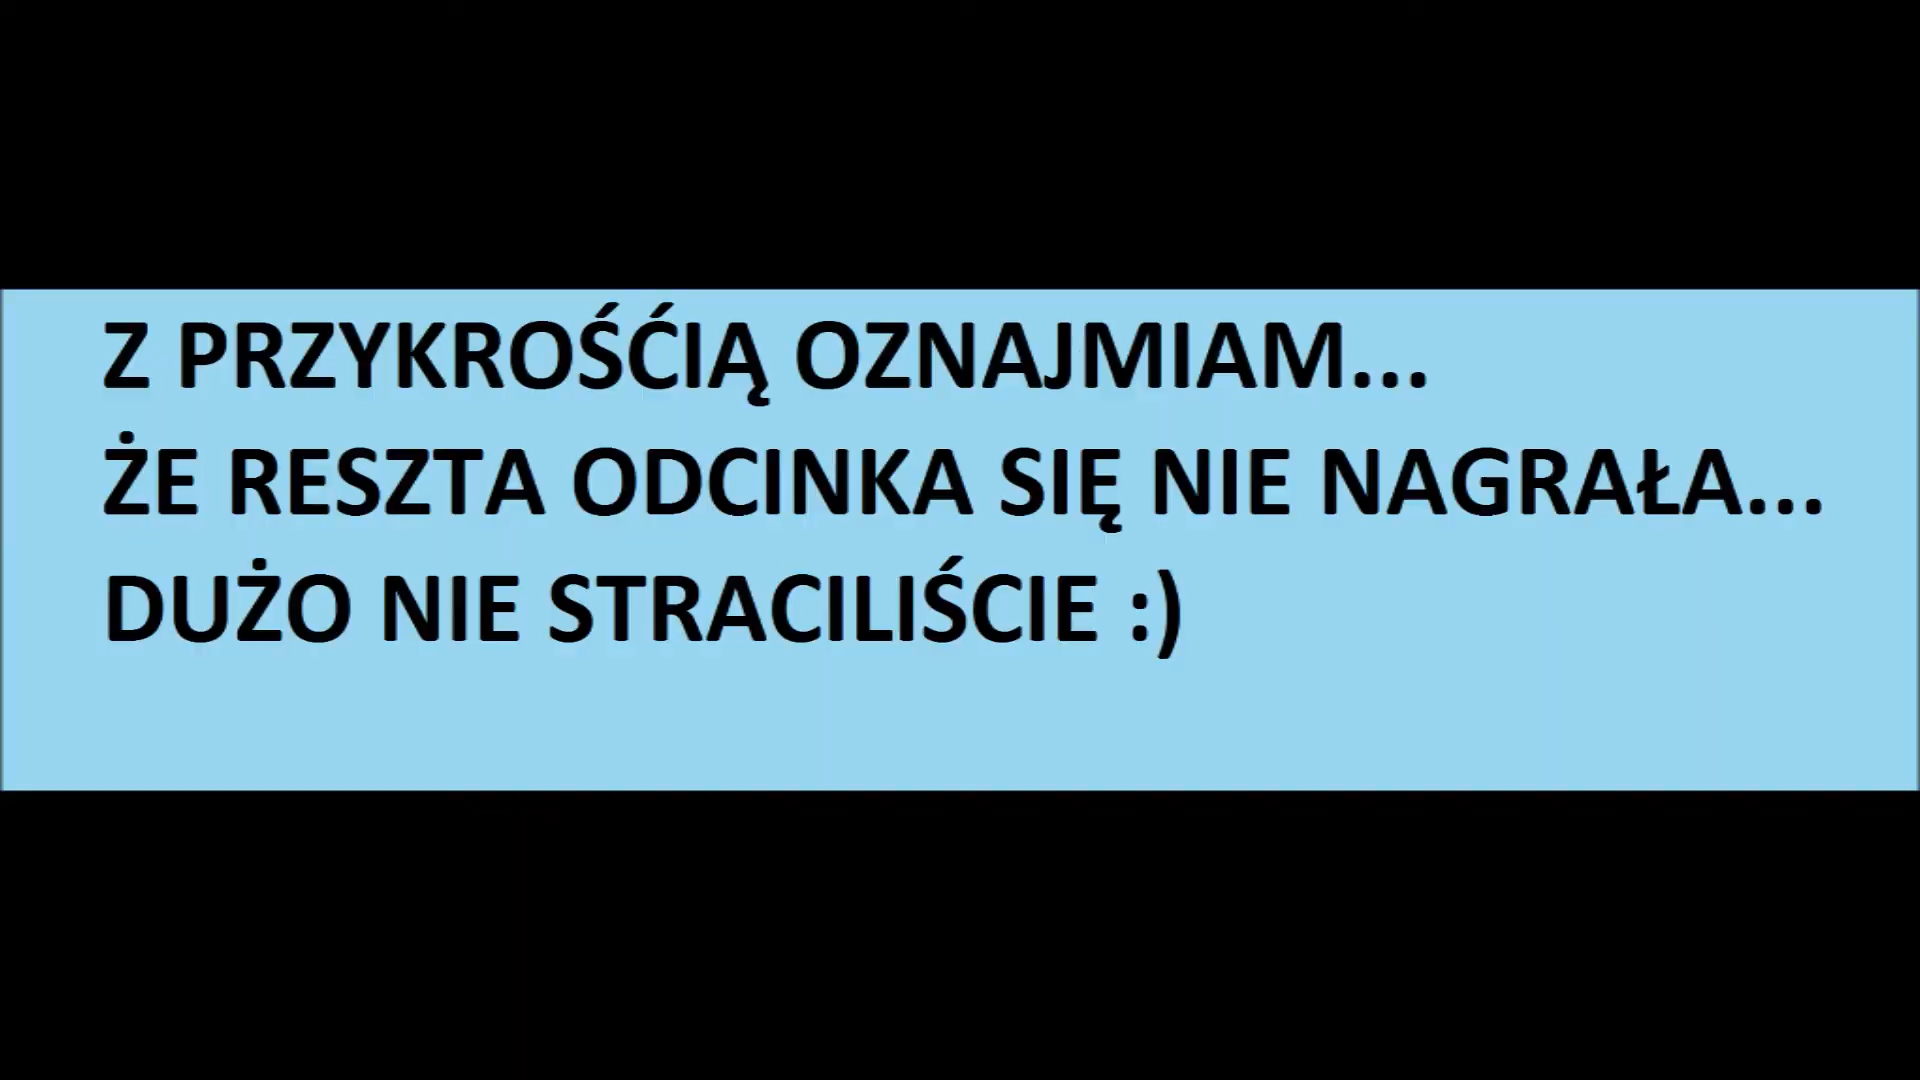 Z PRZYKROŚĆIĄ OZNAJMIAM...
ŻE RESZTA ODCINKA SIĘ NIE NAGRAŁA...
DUŻO NIE STRACILIŚCIE :)